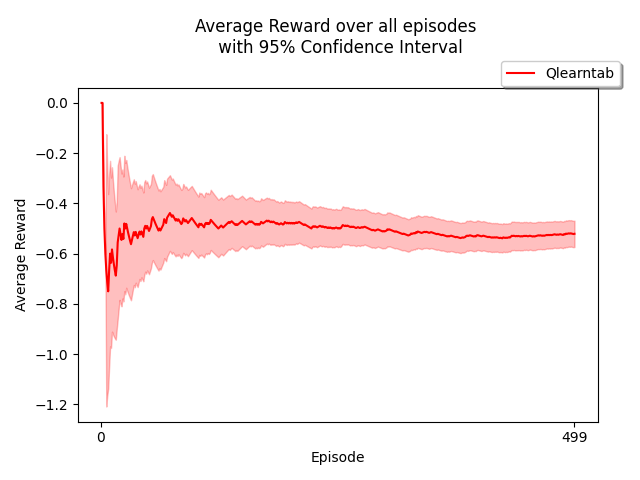 Average Reward over all episodes
with 95% Confidence Interval
Qlearntab
0.0
−0.2
−0.4
−0.6
−0.8
−1.0
−1.2
Average Reward
0
499
Episode